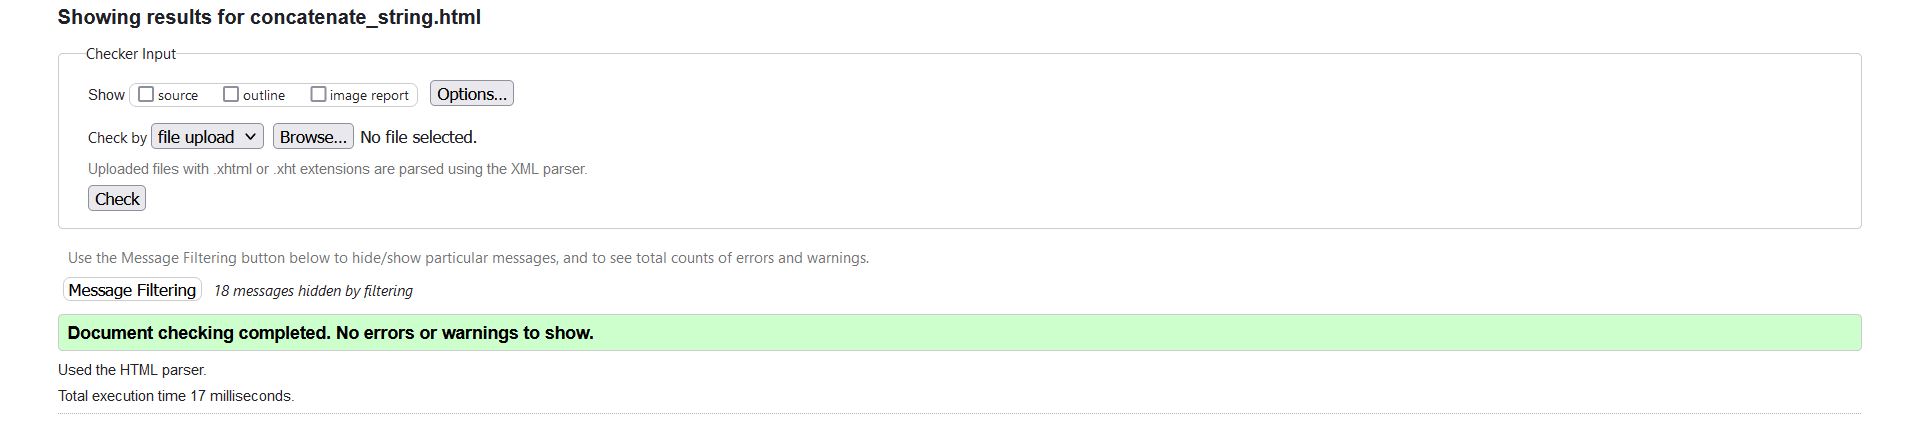 Showing results for concatenate_string.html
Checker Input
Show source outline image report Options...
Check by file upload Browse... No file selected.
Uploaded files with .xhtml or .xht extensions are parsed using the XML parser.
Check
Use the Message Filtering button below to hide/show particular messages, and to see total counts of errors and warnings.
Message Filtering 18 messages hidden by filtering
Document checking completed. No errors or warnings to show.
Used the HTML parser.
Total execution time 17 milliseconds.